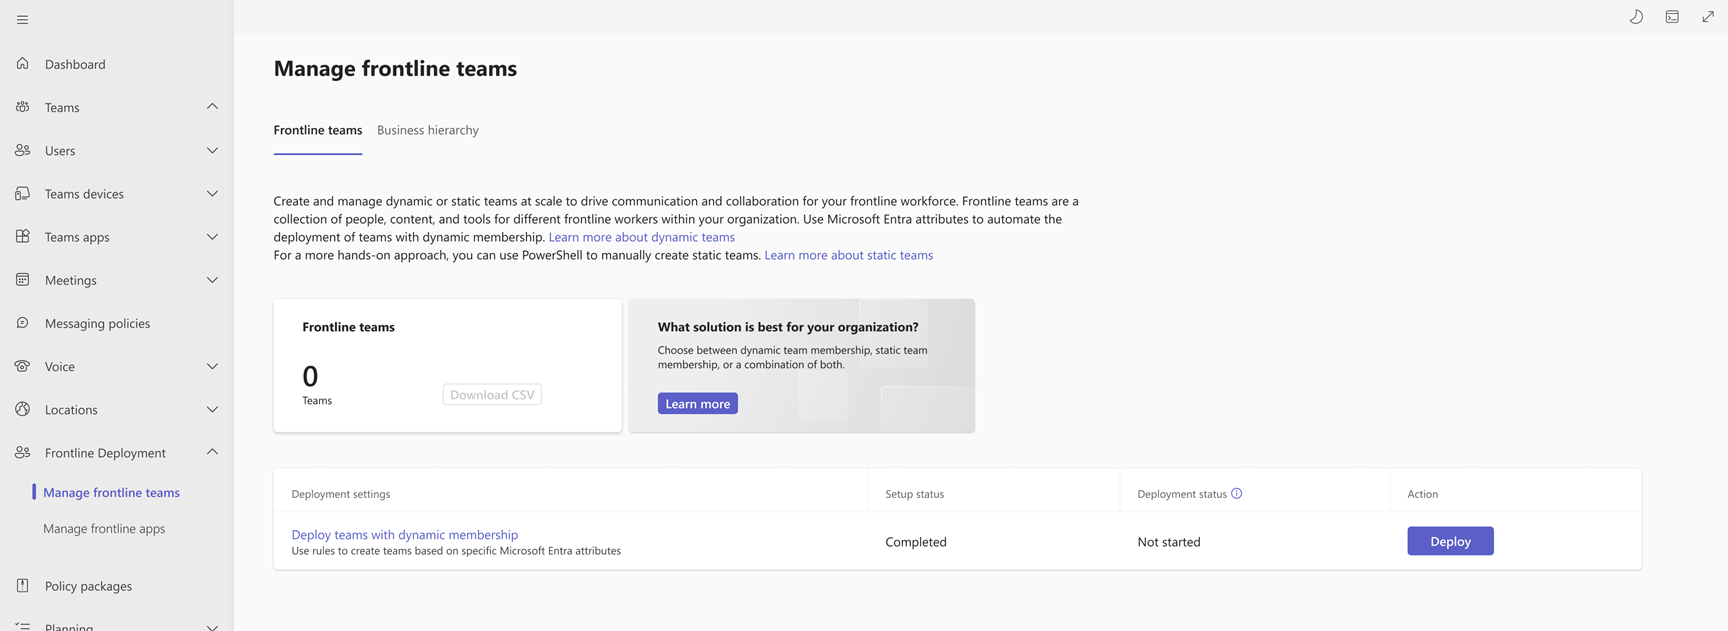 Dashboard
Teams
Users
Teams devices
Teams apps
Meetings
Messaging policies
Voice
Locations
Frontline Deployment
Manage frontline teams
Manage frontline apps
Policy packages
Planning
Manage frontline teams
Frontline teams
Business hierarchy
Create and manage dynamic or static teams at scale to drive communication and collaboration for your frontline workforce. Frontline teams are a
collection of people, content, and tools for different frontline workers within your organization. Use Microsoft Entra attributes to automate the
deployment of teams with dynamic membership. Learn more about dynamic teams
For a more hands-on approach, you can use PowerShell to manually create static teams. Learn more about static teams
Frontline teams
0
Teams
Download CSV
What solution is best for your organization?
Choose between dynamic team membership, static team
membership, or a combination of both.
Learn more
Deployment settings
Setup status
Deployment status
Action
Deploy teams with dynamic membership
Use rules to create teams based on specific Microsoft Entra attributes
Completed
Not started
Deploy